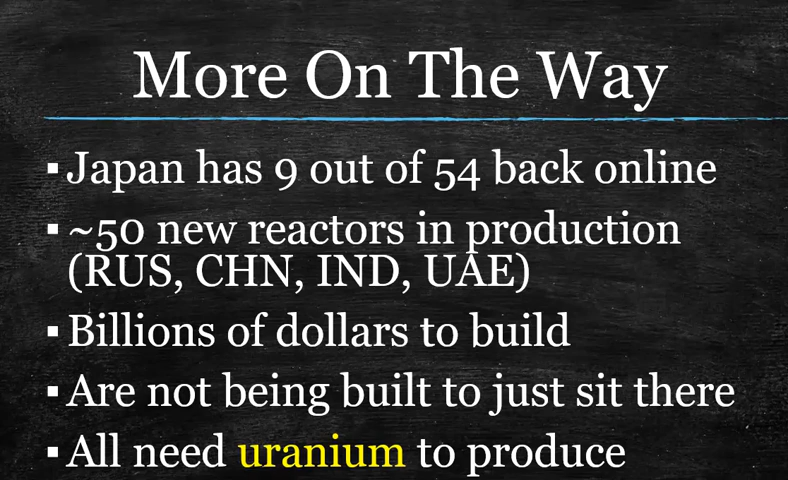 More On The Way
▪Japan has 9 out of 54 back online
▪~50 new reactors in production
(RUS, CHN, IND, UAE)
▪Billions of dollars to build
▪Are not being built to just sit there
▪All need uranium to produce